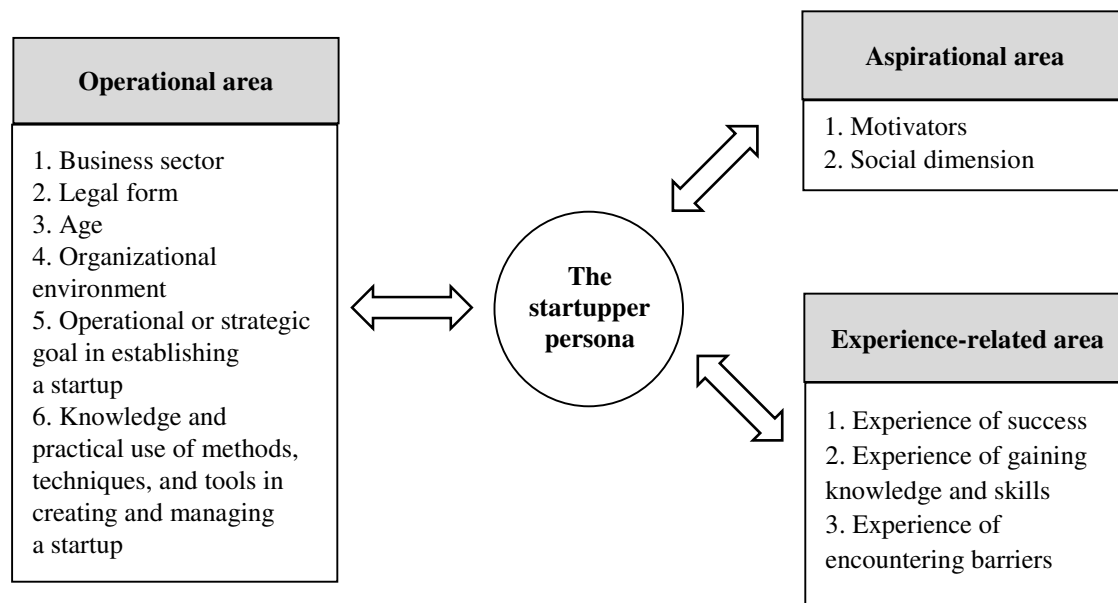 Operational area
1. Business sector
2. Legal form
3. Age
4. Organizational
environment
5. Operational or strategic
goal in establishing
a startup
6. Knowledge and
practical use of methods,
techniques, and tools in
creating and managing
a startup
The
startupper
persona
Aspirational area
1. Motivators
2. Social dimension
Experience-related area
1. Experience of success
2. Experience of gaining
knowledge and skills
3. Experience of
encountering barriers